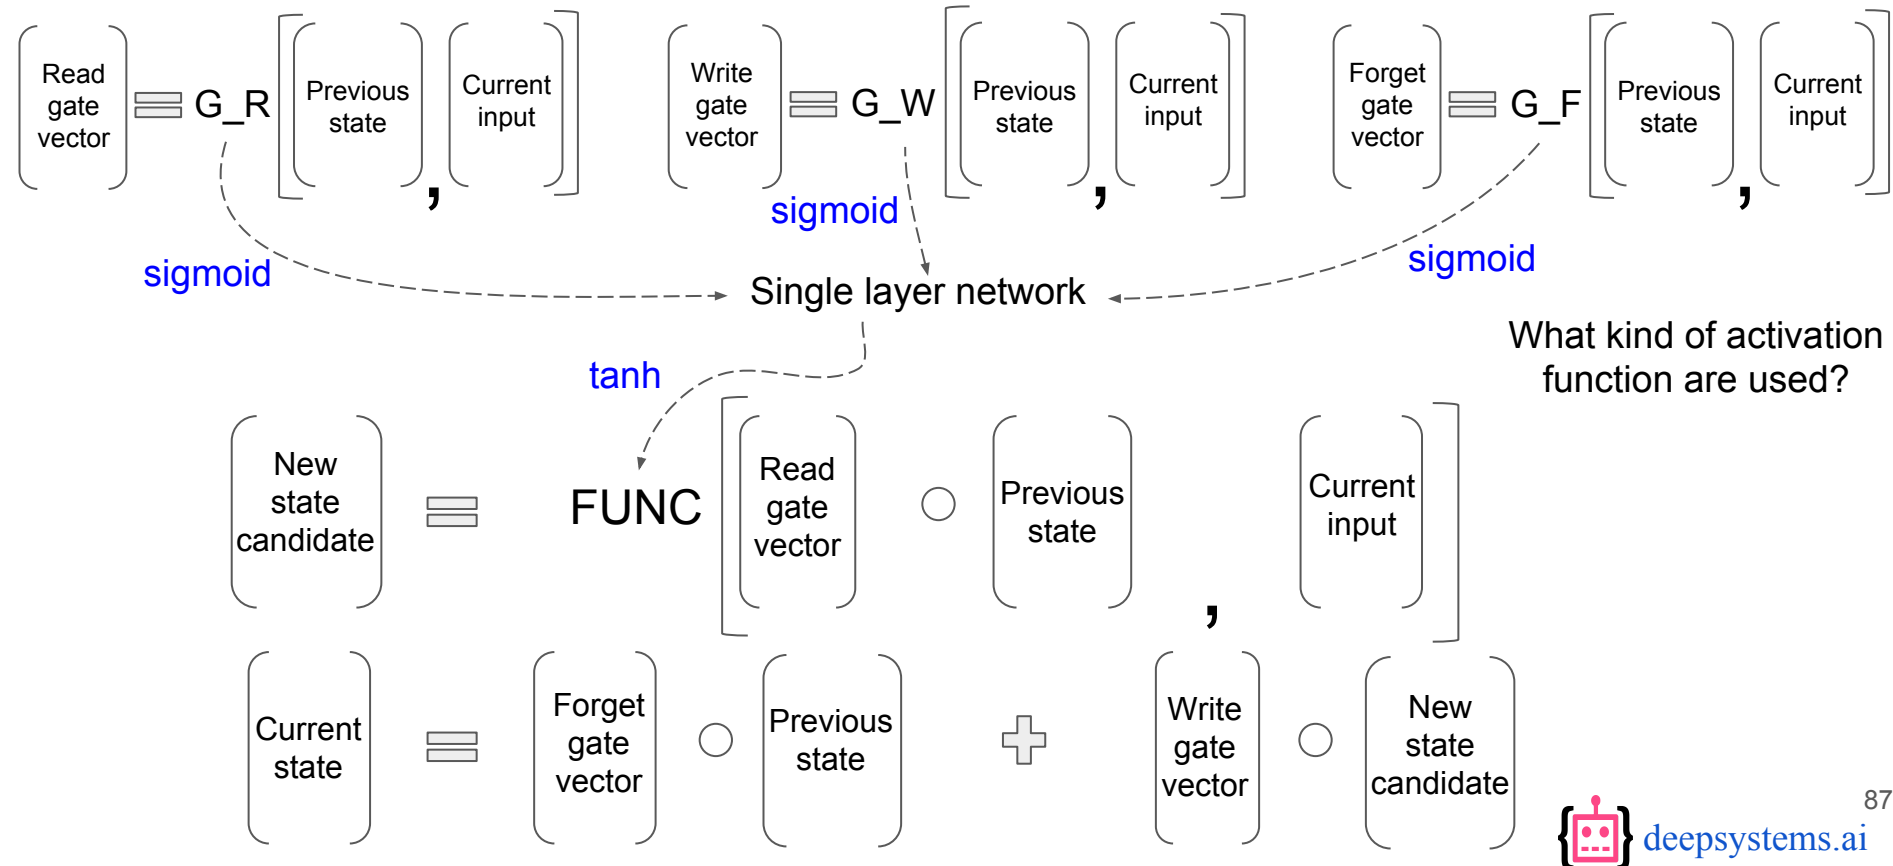 Read
gate
vector
G_R
Previous
state
,
Current
input
Write
gate
vector
G_W
Previous
state
,
Current
input
Forget
gate
vector
G_F
Previous
state
,
Current
input
sigmoid
sigmoid
sigmoid
Single layer network
What kind of activation
function are used?
tanh
New
state
candidate
FUNC
Read
gate
vector
Previous
state
,
Current
input
Current
state
Forget
gate
vector
Previous
state
Write
gate
vector
New
state
candidate
87
deepsystems.ai